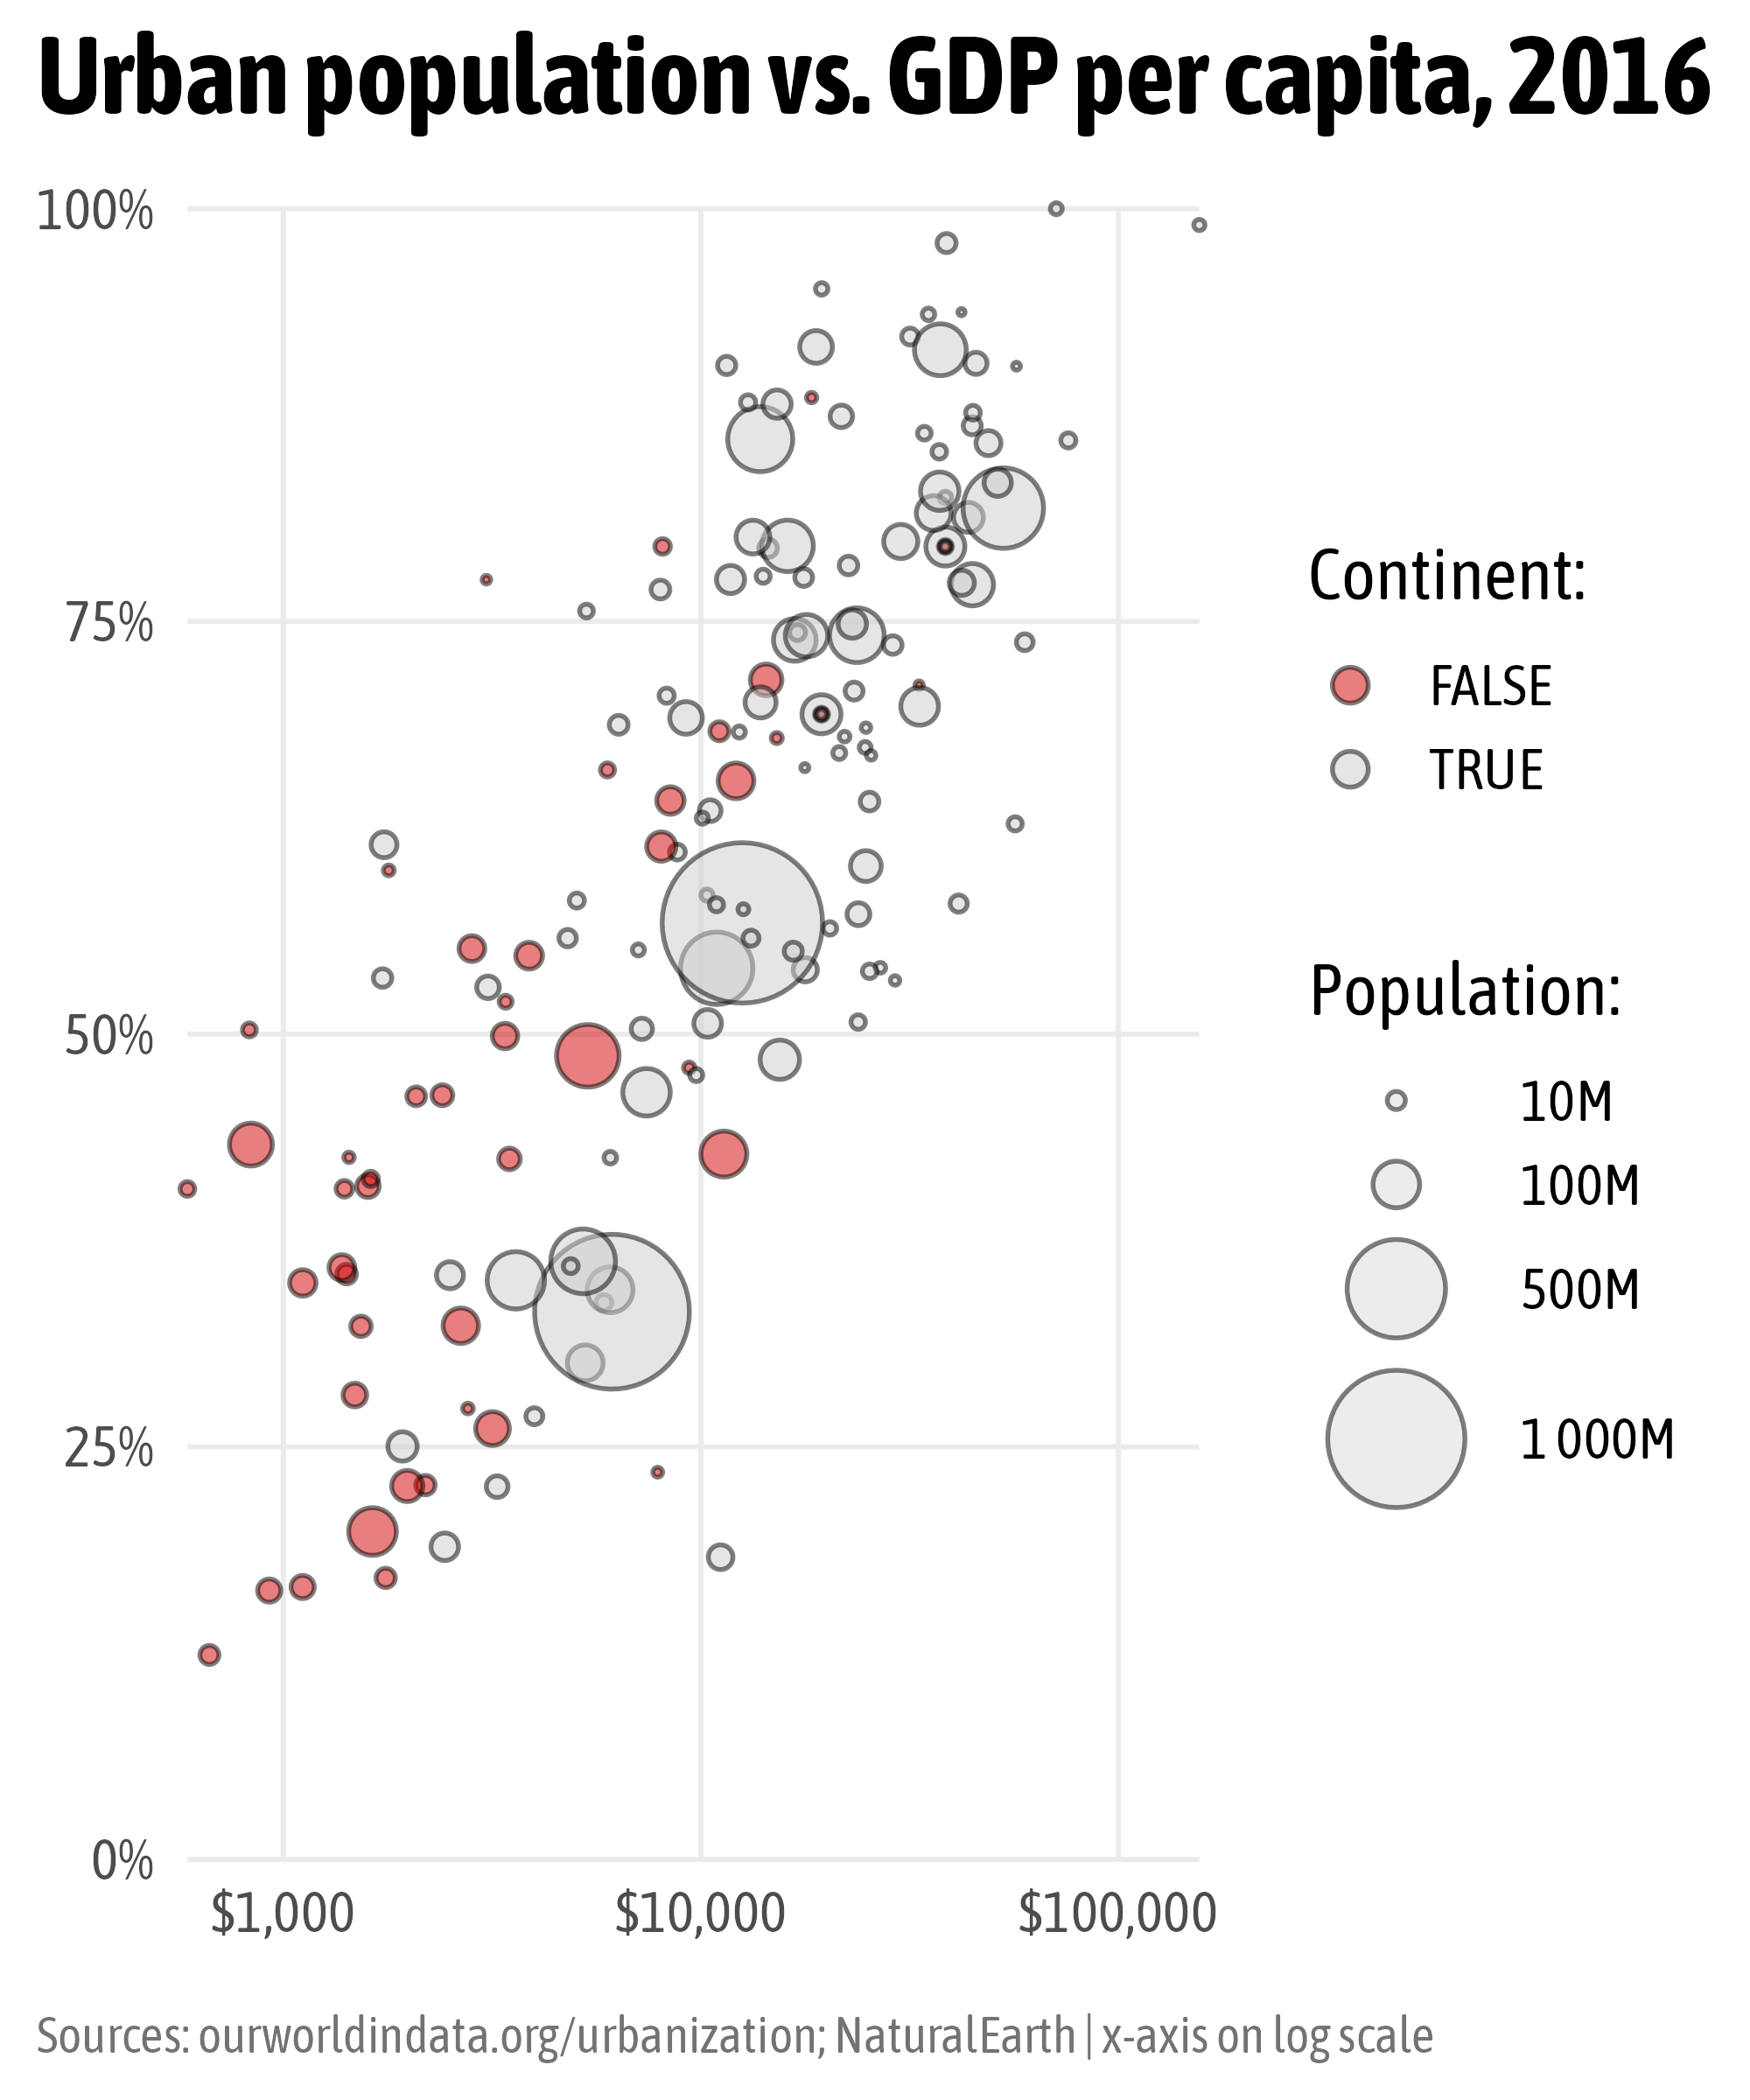 Urban population vs. GDP per capita, 2016
100%
75%
50%
25%
0%
$1,000 $10,000 $100,000
Continent:
FALSE
TRUE
Population:
10M
100M
500M
1 000M
Sources: ourworldindata.org/urbanization; NaturalEarth | x-axis on log scale